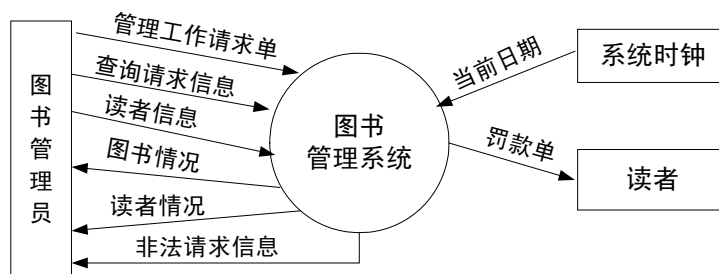 管理工作请求单
查询请求信息
读者信息
图书情况
读者情况
非法请求信息
图书管理员
图书
管理系统
当前日期
系统时钟
罚款单
读者